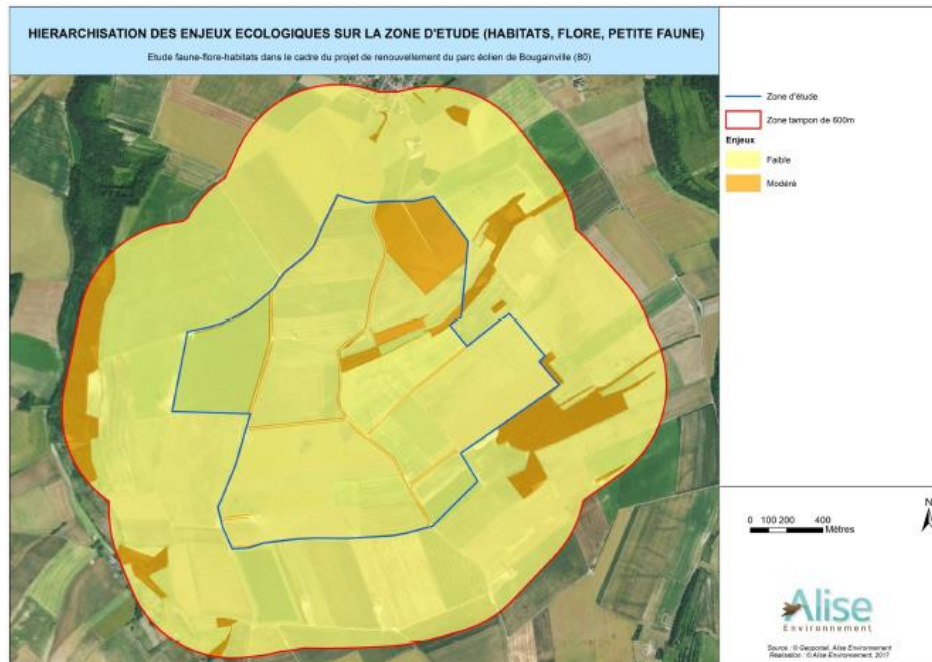 HIERARCHISATION DES ENJEUX ECOLOGIQUES SUR LA ZONE D'ETUDE (HABITATS, FLORE, PETITE FAUNE)
Etude faune-flore-habitats dans le cadre du projet de renouvellement du parc éolien de Bougainville (80)
Zone d'étude
Zone tampon de 600m
Enjeux
Faible
Modéré
N
0 100 200 400
Mètres
Alise
Environnement
Source : © Geoportail, Alise Environnement
Réalisation : © Alise Environnement, 2017